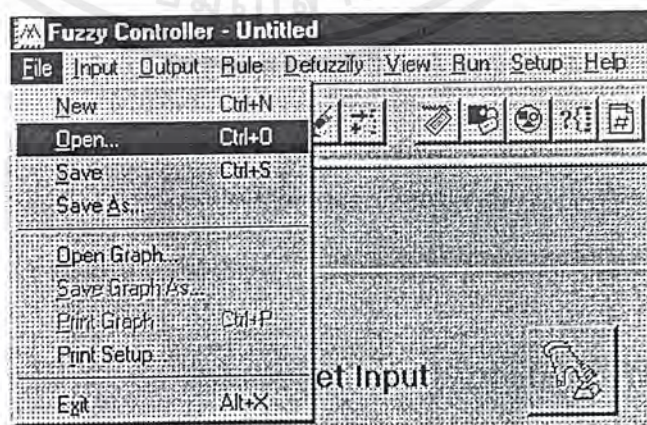 Fuzzy Controller - Untitled
File Input Output Rule Defuzzify View Run Setup Help
New Ctrl+N
Open... Ctrl+O
Save Ctrl+S
Save As...
Open Graph...
Save Graph As...
Print Graph Ctrl+P
Print Setup...
Exit Alt+X
et Input
?{}
#